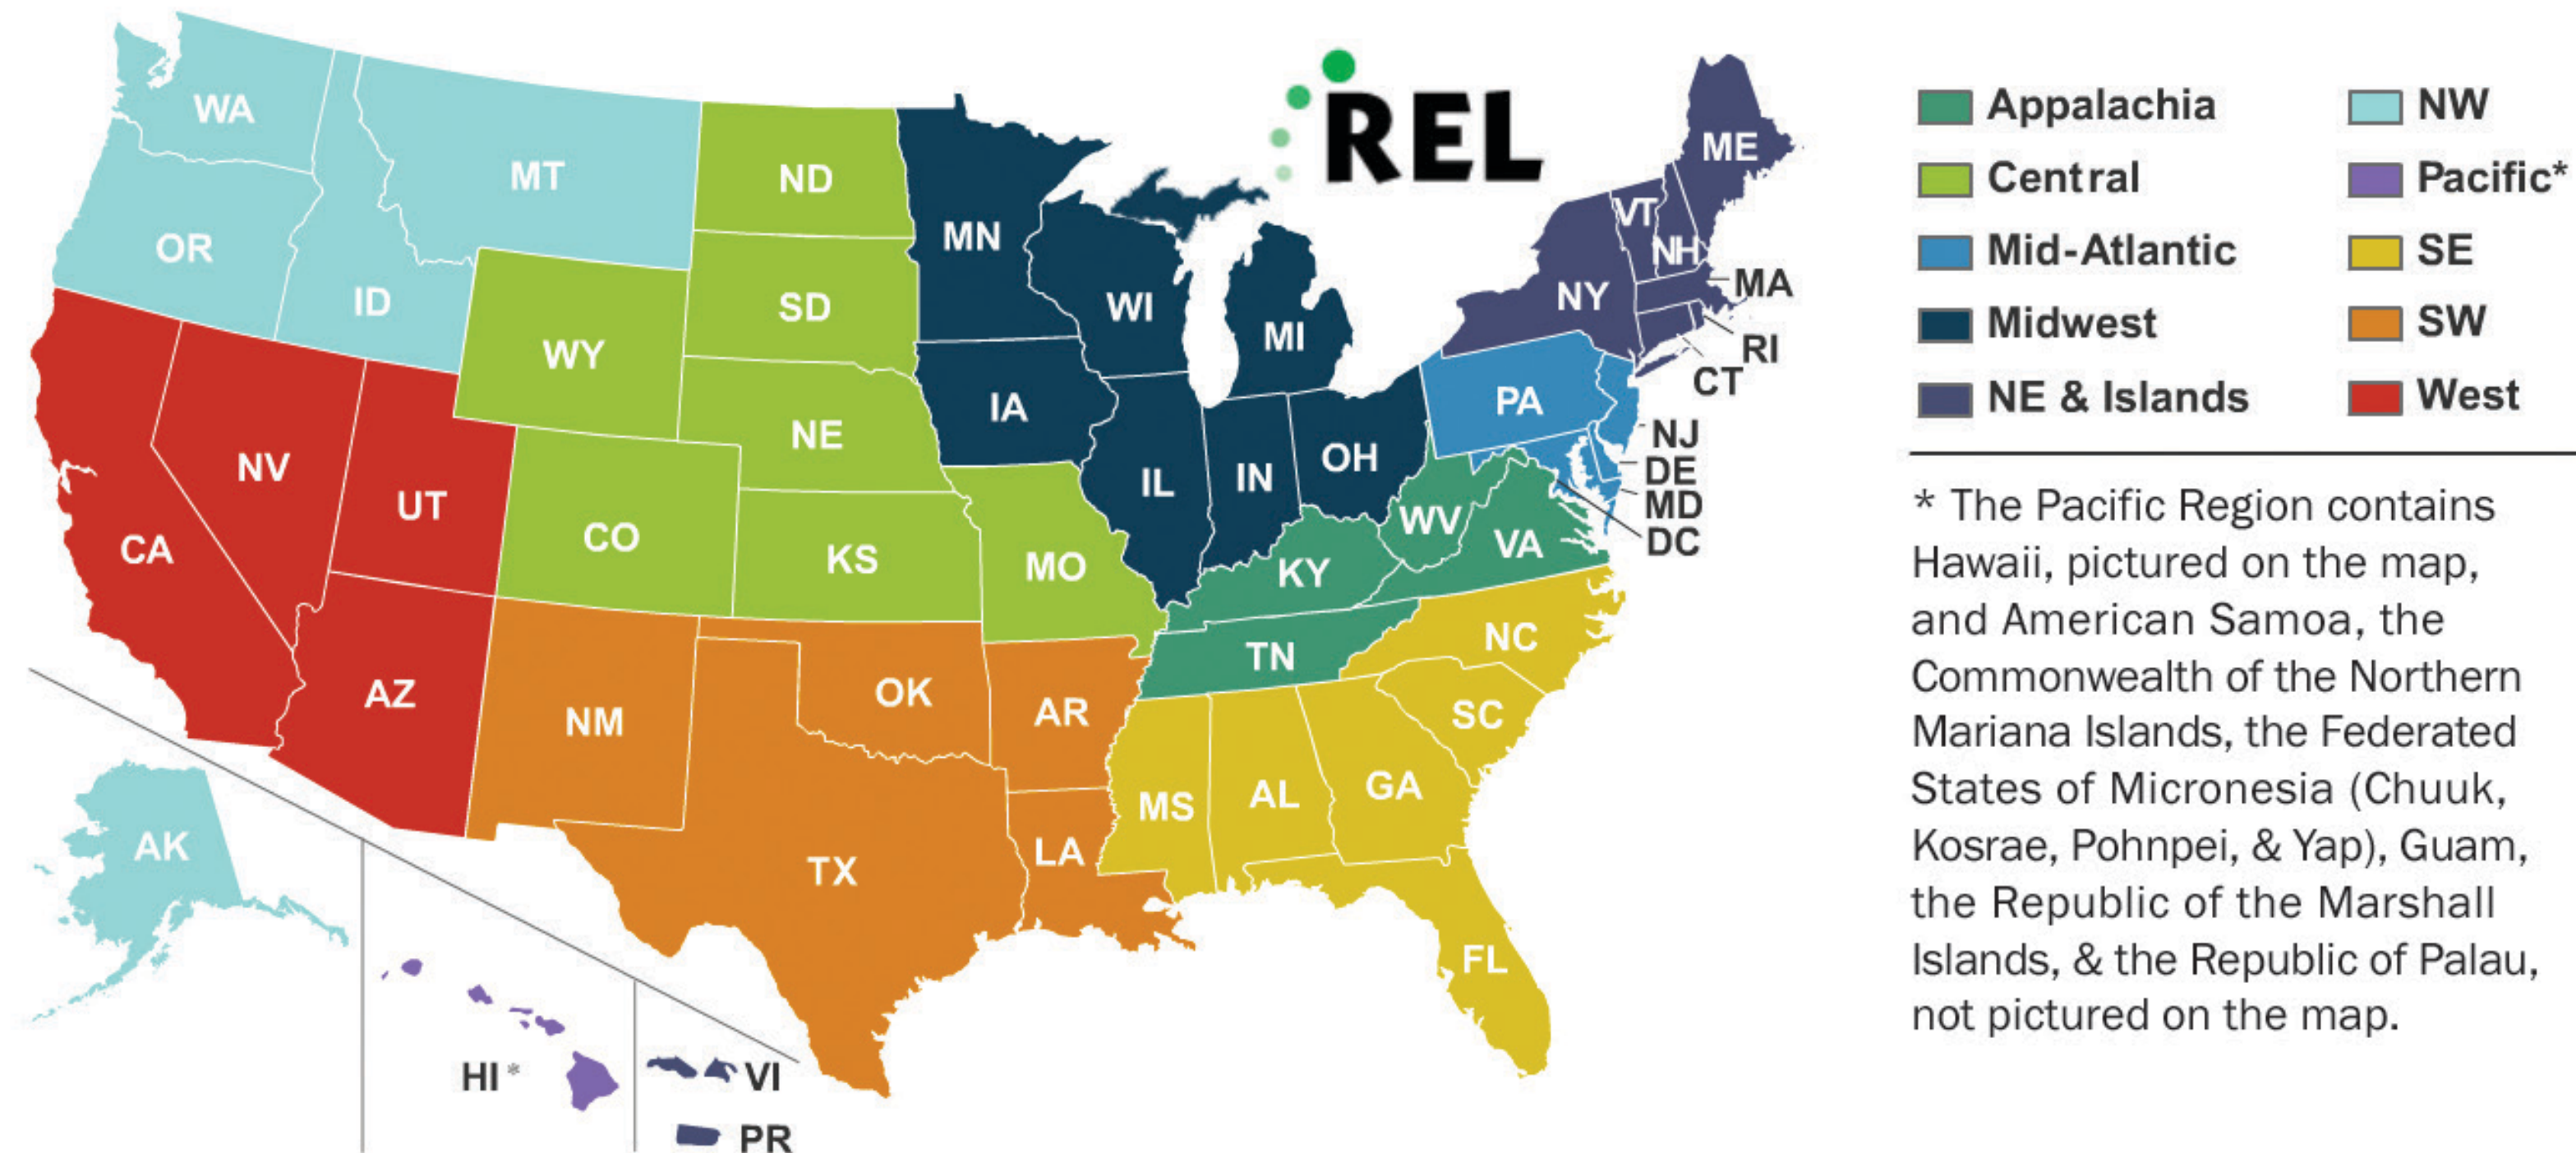 REL
WA
MT
ND
MN
ME
VT
NH
OR
ID
SD
WI
MI
NY
MA
RI
CT
WY
IA
PA
NE
NJ
NV
OH
DE
UT
IL
IN
MD
CO
KS
MO
WV
VA
DC
CA
KY
NC
TN
AZ
NM
OK
AR
SC
MS
AL
GA
AK
LA
TX
FL
HI *
VI
PR
Appalachia
Central
Mid-Atlantic
Midwest
NE & Islands
NW
Pacific*
SE
SW
West
* The Pacific Region contains
Hawaii, pictured on the map,
and American Samoa, the
Commonwealth of the Northern
Mariana Islands, the Federated
States of Micronesia (Chuuk,
Kosrae, Pohnpei, & Yap), Guam,
the Republic of the Marshall
Islands, & the Republic of Palau,
not pictured on the map.